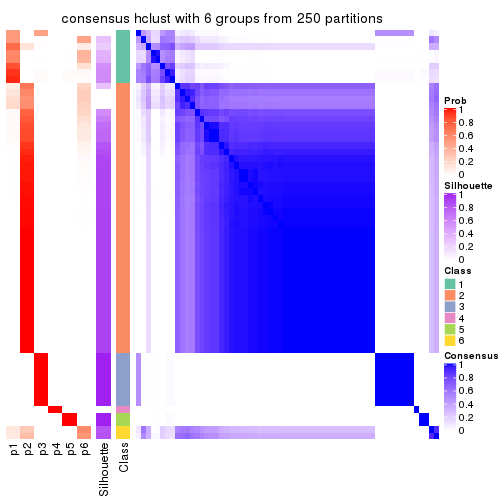 consensus hclust with 6 groups from 250 partitions
Prob
1
0.8
0.6
0.4
0.2
0
Silhouette
1
0.8
0.6
0.4
0.2
0
Class
1
2
3
4
5
6
Consensus
1
0.8
0.6
0.4
0.2
0
p1
p2
p3
p4
p5
p6
Silhouette
Class